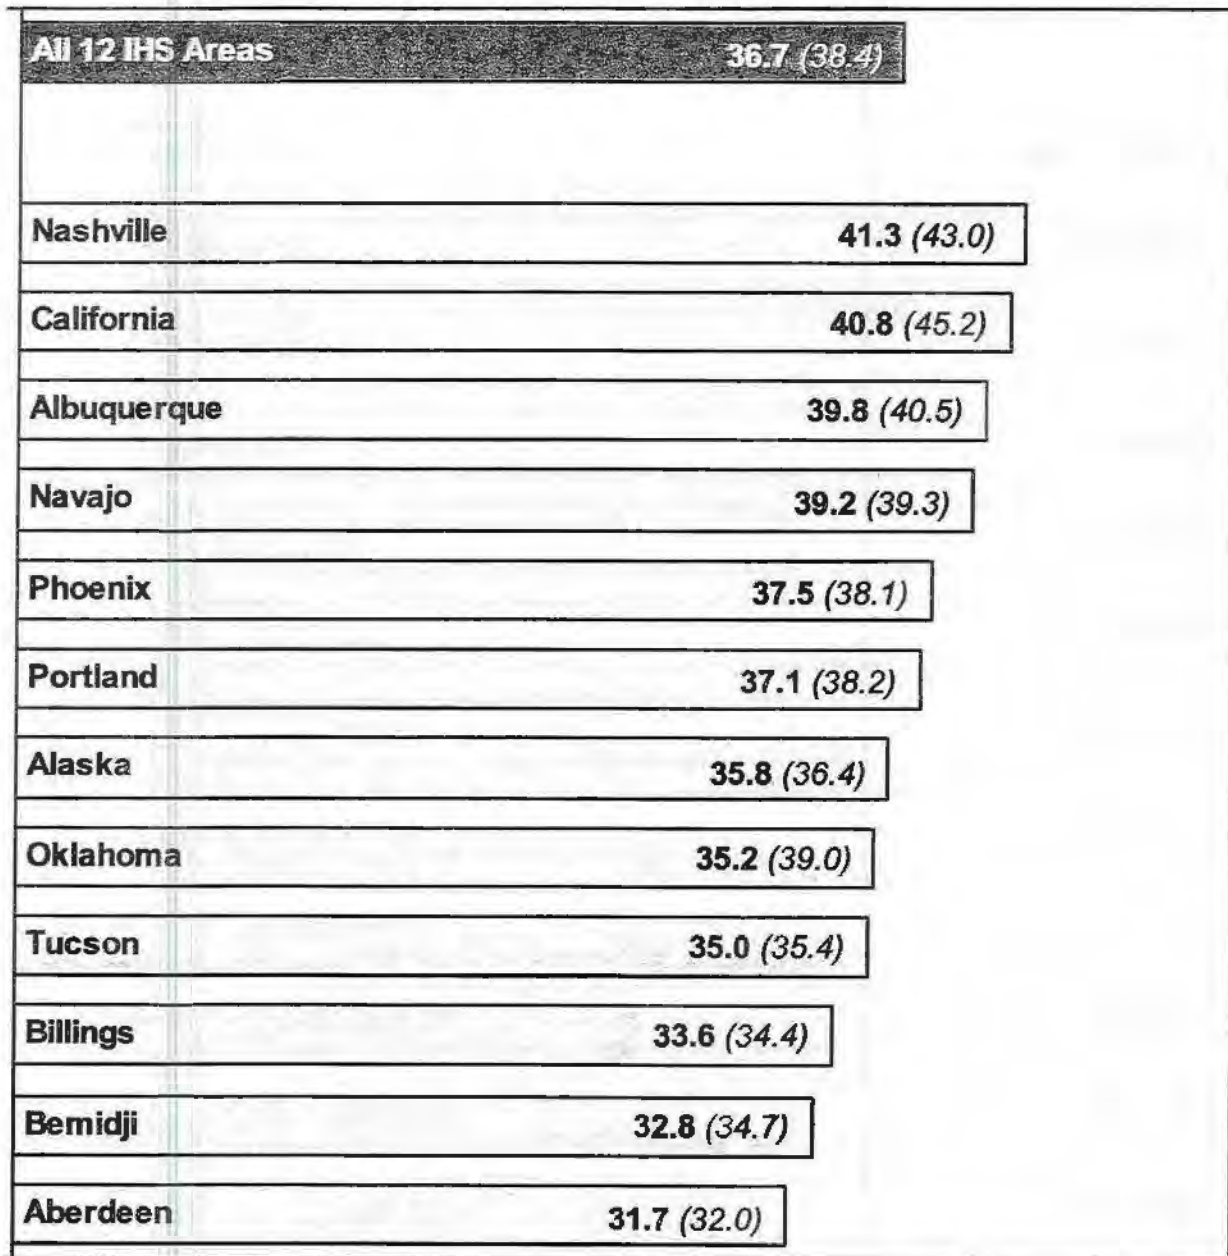 All 12 IHS Areas 36.7 (38.4)
Nashville 41.3 (43.0)
California 40.8 (45.2)
Albuquerque 39.8 (40.5)
Navajo 39.2 (39.3)
Phoenix 37.5 (38.1)
Portland 37.1 (38.2)
Alaska 35.8 (36.4)
Oklahoma 35.2 (39.0)
Tucson 35.0 (35.4)
Billings 33.6 (34.4)
Bemidji 32.8 (34.7)
Aberdeen 31.7 (32.0)